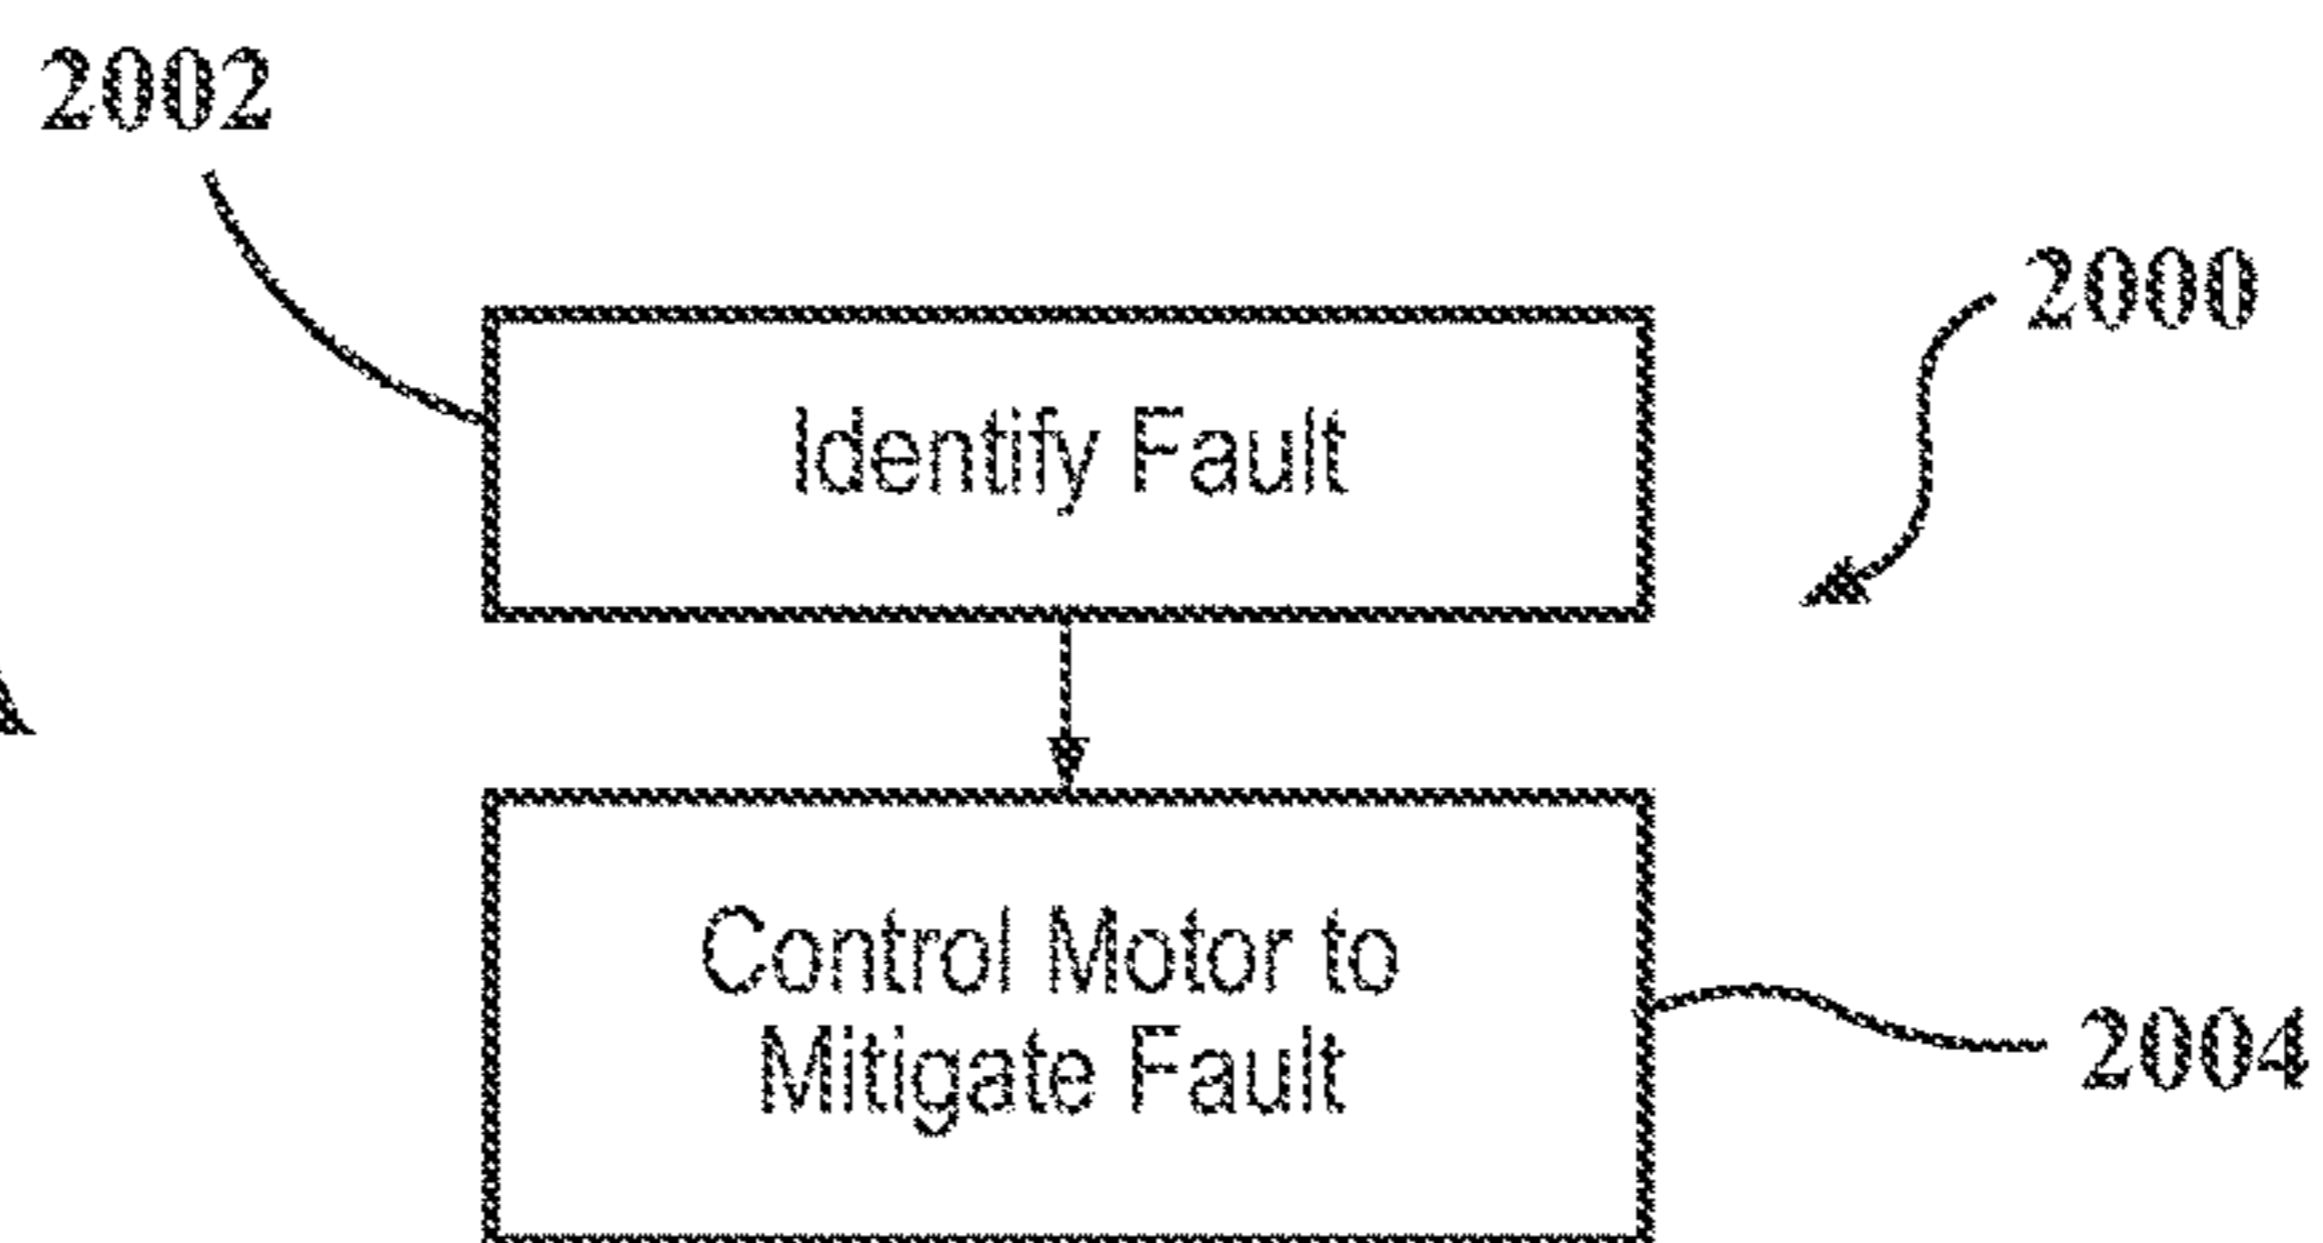 2002
2000
Identify Fault
Control Motor to
Mitigate Fault
2004